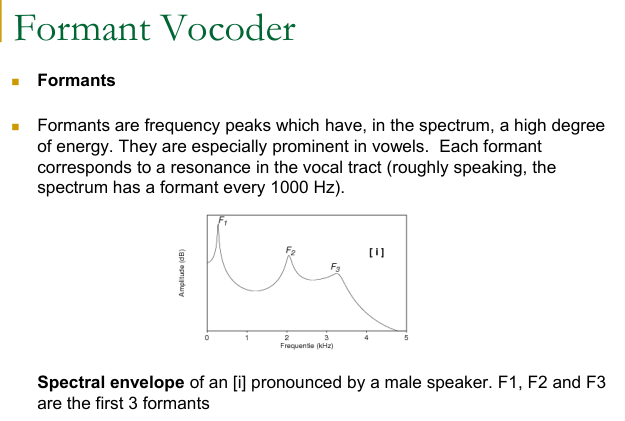 Formant Vocoder
Formants
Formants are frequency peaks which have, in the spectrum, a high degree
of energy. They are especially prominent in vowels. Each formant
corresponds to a resonance in the vocal tract (roughly speaking, the
spectrum has a formant every 1000 Hz).
F1
F2
F3
[ i ]
Amplitude (dB)
0 1 2 3 4 5
Frequentie (kHz)
Spectral envelope of an [i] pronounced by a male speaker. F1, F2 and F3
are the first 3 formants